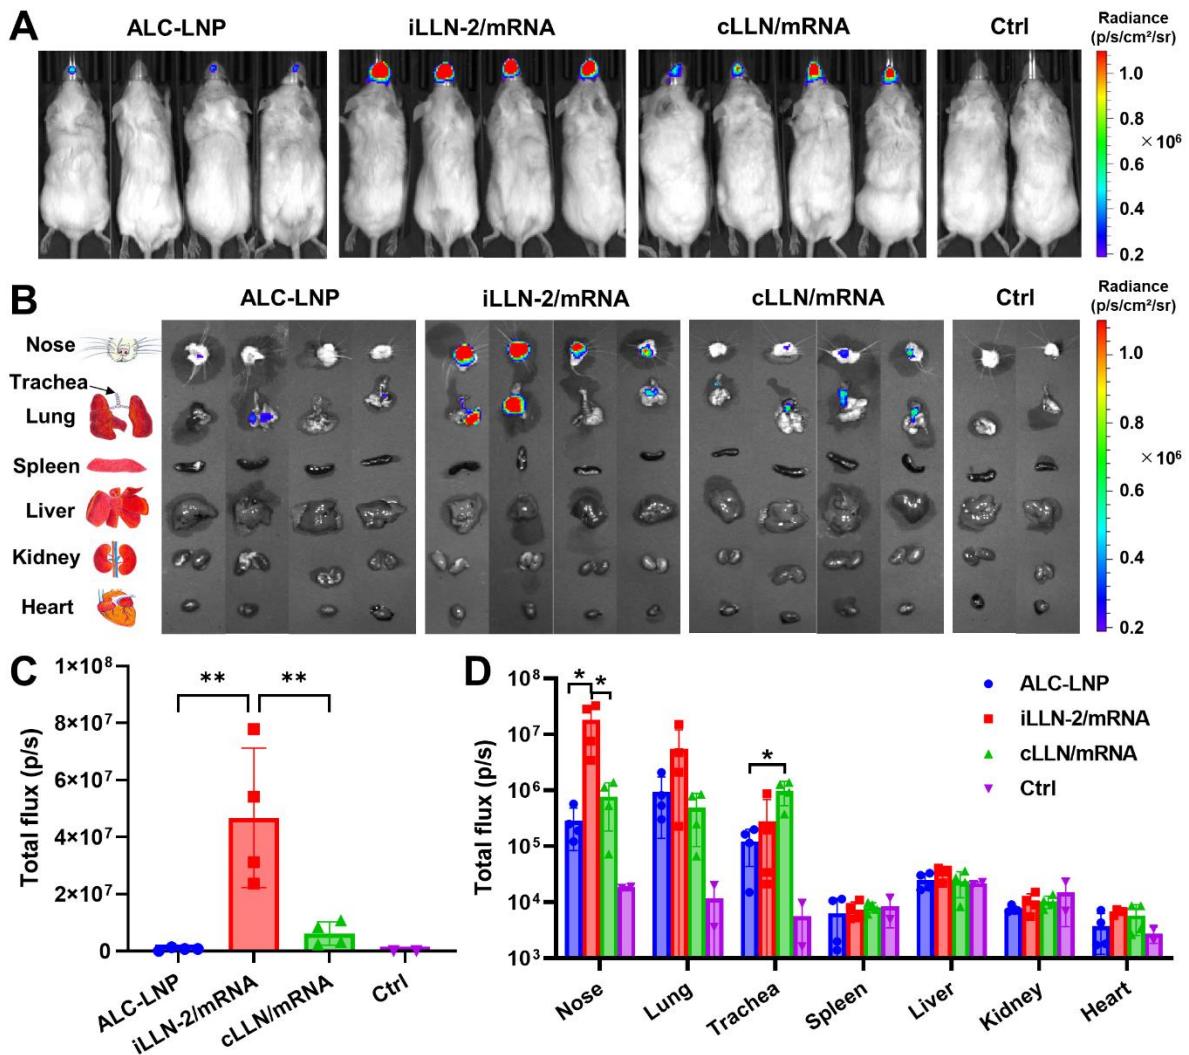 A
ALC-LNP
iLLN-2/mRNA
cLLN/mRNA
Ctrl
Radiance
(p/s/cm²/sr)
1.0
0.8
×10⁶
0.6
0.4
0.2
B
ALC-LNP
iLLN-2/mRNA
cLLN/mRNA
Ctrl
Radiance
(p/s/cm²/sr)
Nose
Trachea
Lung
Spleen
Liver
Kidney
Heart
1.0
0.8
×10⁶
0.6
0.4
0.2
C
Total flux (p/s)
1×10⁸
8×10⁷
6×10⁷
4×10⁷
2×10⁷
0
**
**
ALC-LNP
iLLN-2/mRNA
cLLN/mRNA
Ctrl
D
Total flux (p/s)
10⁸
10⁷
10⁶
10⁵
10⁴
10³
*
*
*
ALC-LNP
iLLN-2/mRNA
cLLN/mRNA
Ctrl
Nose
Lung
Trachea
Spleen
Liver
Kidney
Heart